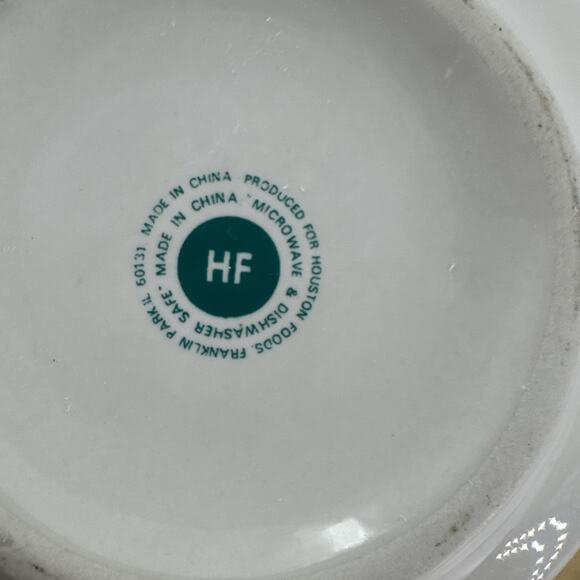 MADE IN CHINA PRODUCED FOR HOUSTON FOODS. FRANKLIN PARK IL 60131
MADE IN CHINA "MICROWAVE & DISHWASHER SAFE"
HF